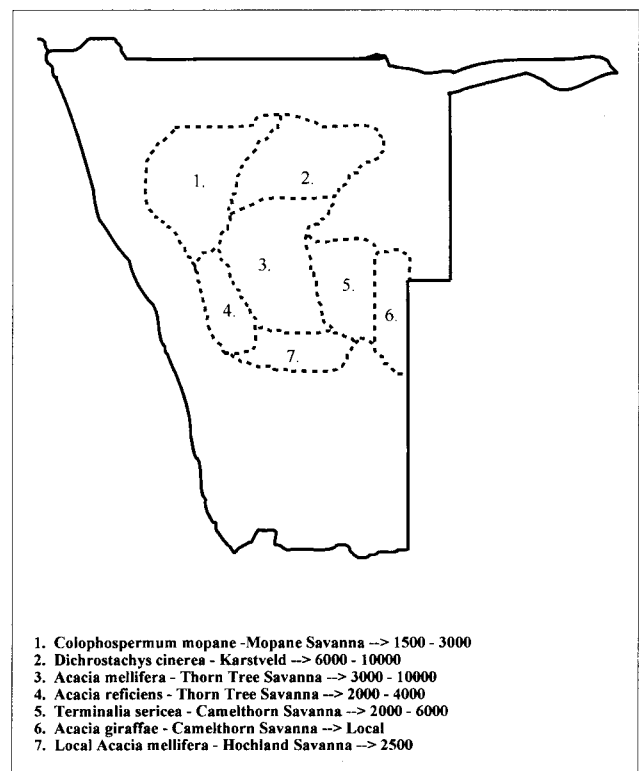 1.
2.
3.
4.
5.
6.
7.
1. Colophospermum mopane -Mopane Savanna --> 1500 - 3000
2. Dichrostachys cinerea - Karstveld --> 6000 - 10000
3. Acacia mellifera - Thorn Tree Savanna --> 3000 - 10000
4. Acacia reficiens - Thorn Tree Savanna --> 2000 - 4000
5. Terminalia sericea - Camelthorn Savanna --> 2000 - 6000
6. Acacia giraffae - Camelthorn Savanna --> Local
7. Local Acacia mellifera - Hochland Savanna --> 2500